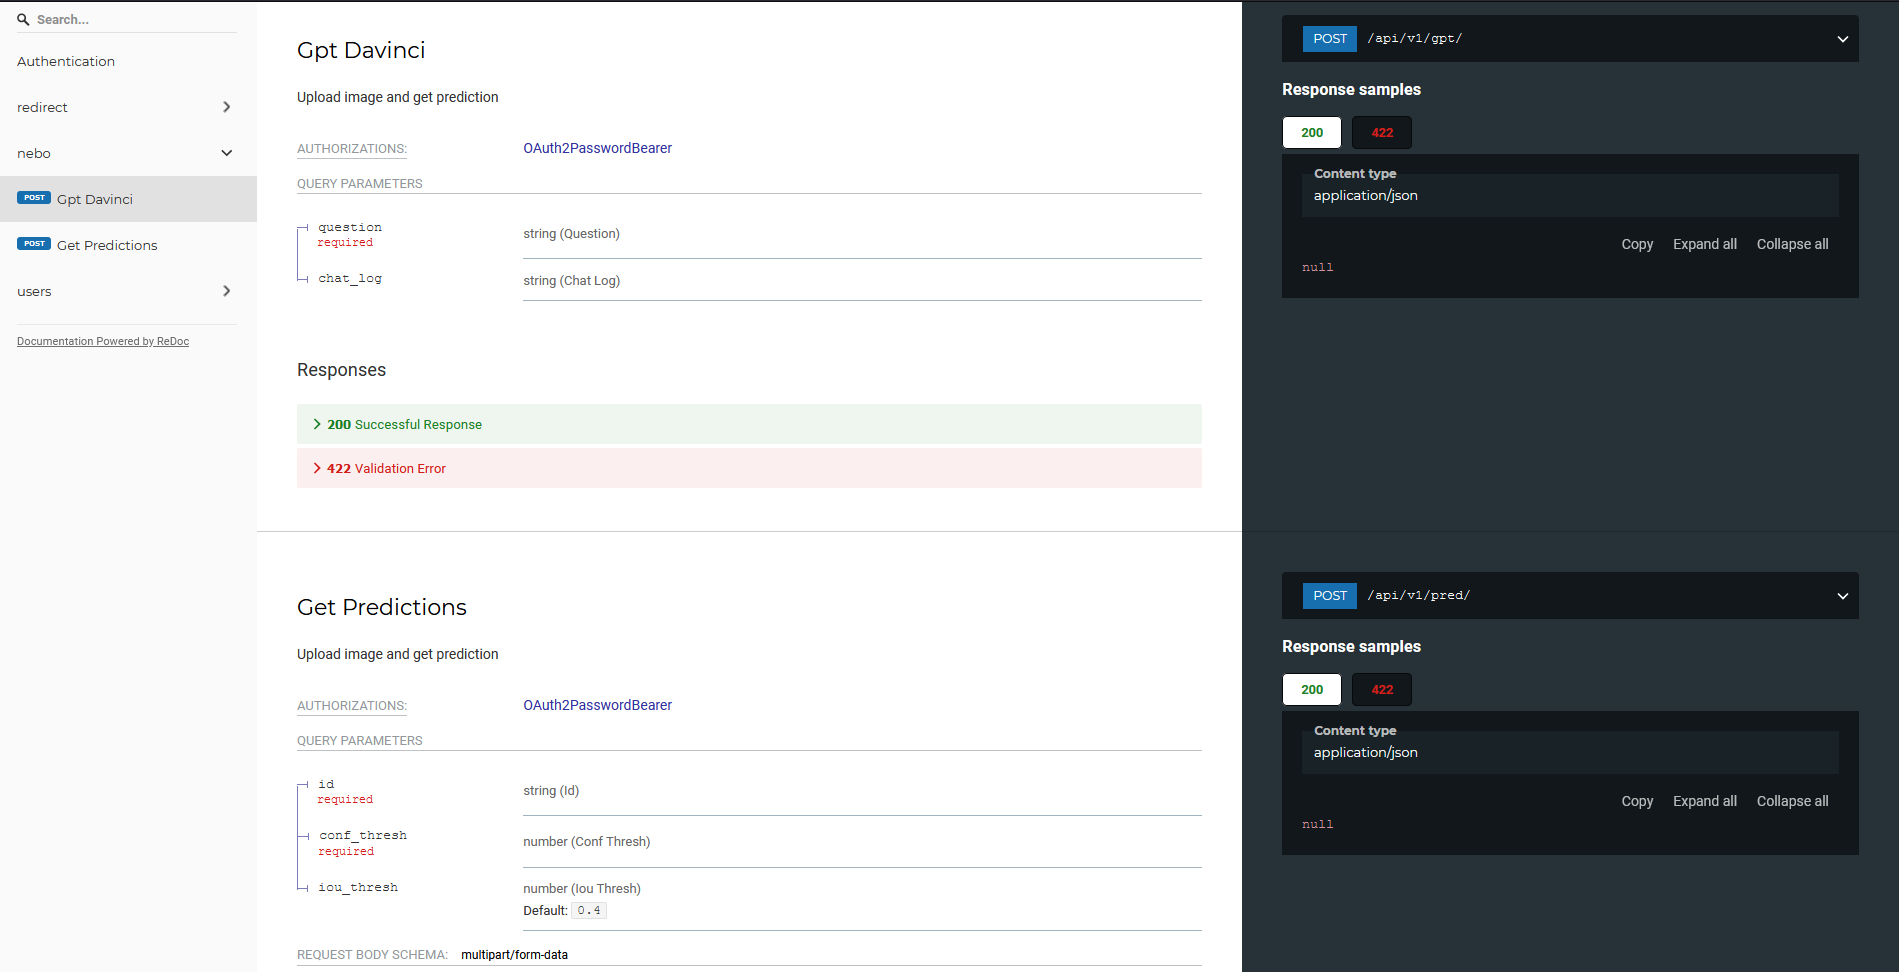 Search...
Authentication
redirect
nebo
POST Gpt Davinci
POST Get Predictions
users
Documentation Powered by ReDoc
Gpt Davinci
Upload image and get prediction
AUTHORIZATIONS: OAuth2PasswordBearer
QUERY PARAMETERS
question
required
string (Question)
chat_log string (Chat Log)
Responses
200 Successful Response
422 Validation Error
POST /api/v1/gpt/
Response samples
200 422
Content type
application/json
Copy Expand all Collapse all
null
Get Predictions
Upload image and get prediction
AUTHORIZATIONS: OAuth2PasswordBearer
QUERY PARAMETERS
id
required
string (Id)
conf_thresh
required
number (Conf Thresh)
iou_thresh number (Iou Thresh)
Default: 0.4
REQUEST BODY SCHEMA: multipart/form-data
POST /api/v1/pred/
Response samples
200 422
Content type
application/json
Copy Expand all Collapse all
null